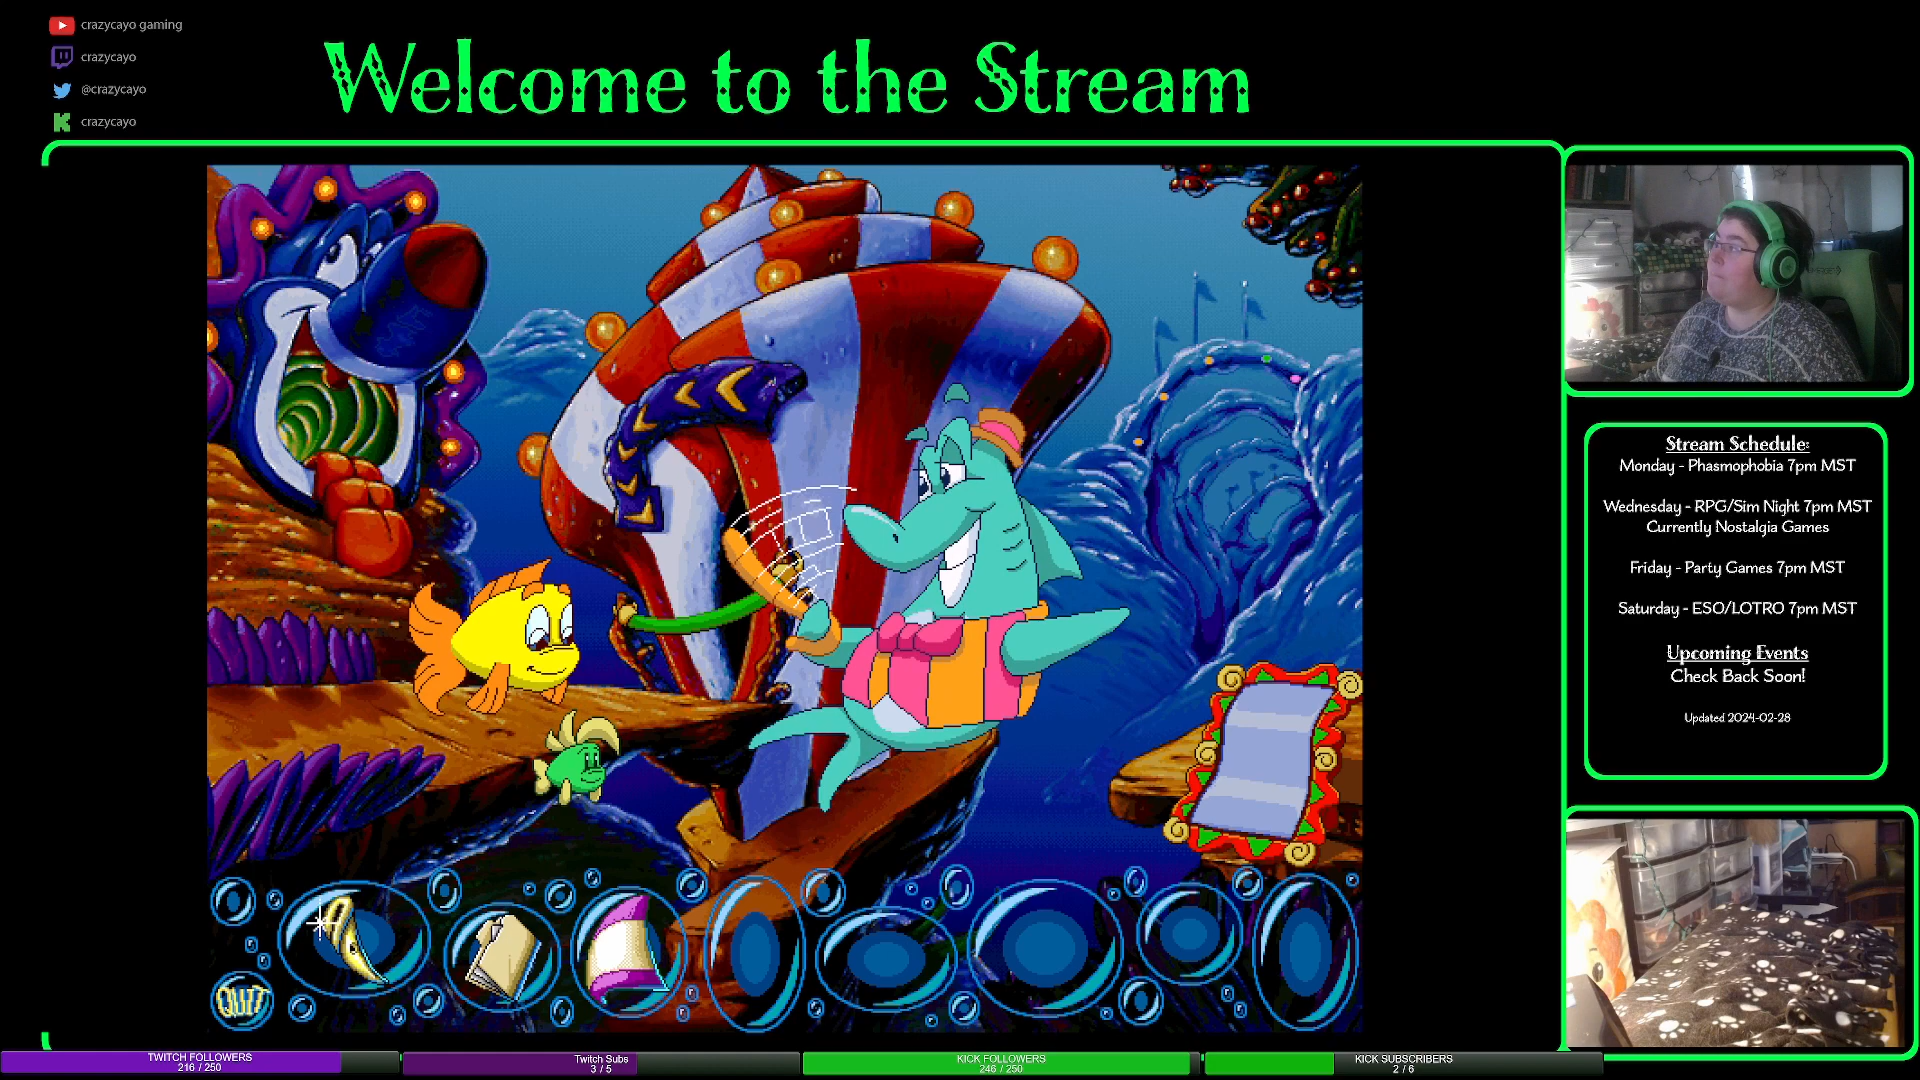 crazycayo gaming
crazycayo
@crazycayo
crazycayo
Welcome to the Stream
Stream Schedule:
Monday - Phasmophobia 7pm MST
Wednesday - RPG/Sim Night 7pm MST
Currently Nostalgia Games
Friday - Party Games 7pm MST
Saturday - ESO/LOTRO 7pm MST
Upcoming Events
Check Back Soon!
Updated 2024-02-28
QUIT
TWITCH FOLLOWERS
216 / 250
Twitch Subs
3 / 5
KICK FOLLOWERS
246 / 250
KICK SUBSCRIBERS
2 / 6